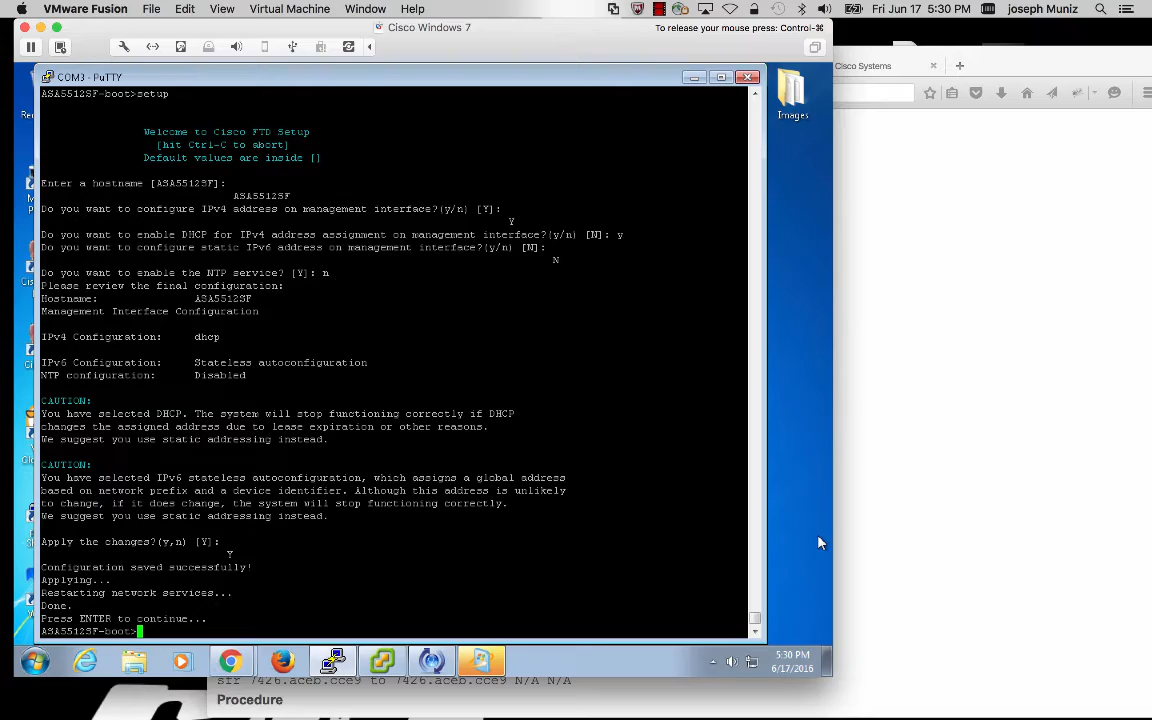 VMware Fusion File Edit View Virtual Machine Window Help Fri Jun 17 5:30 PM joseph Muniz
Cisco Windows 7 To release your mouse press: Control-⌘
Cisco Systems
COM3 - PuTTY
Images
ASA5512SF-boot>setup
Welcome to Cisco FTD Setup
[hit Ctrl-C to abort]
Default values are inside []
Enter a hostname [ASA5512SF]:
ASA5512SF
Do you want to configure IPv4 address on management interface?(y/n) [Y]:
Y
Do you want to enable DHCP for IPv4 address assignment on management interface?(y/n) [N]: y
Do you want to configure static IPv6 address on management interface?(y/n) [N]:
N
Do you want to enable the NTP service? [Y]: n
Please review the final configuration:
Hostname: ASA5512SF
Management Interface Configuration
IPv4 Configuration: dhcp
IPv6 Configuration: Stateless autoconfiguration
NTP configuration: Disabled
CAUTION:
You have selected DHCP. The system will stop functioning correctly if DHCP
changes the assigned address due to lease expiration or other reasons.
We suggest you use static addressing instead.
CAUTION:
You have selected IPv6 stateless autoconfiguration, which assigns a global address
based on network prefix and a device identifier. Although this address is unlikely
to change, if it does change, the system will stop functioning correctly.
We suggest you use static addressing instead.
Apply the changes?(y,n) [Y]:
Y
Configuration saved successfully!
Applying...
Restarting network services...
Done.
Press ENTER to continue...
ASA5512SF-boot>
5:30 PM
6/17/2016
sfr 7426.aceb.cce9 to 7426.aceb.cce9 N/A N/A
Procedure